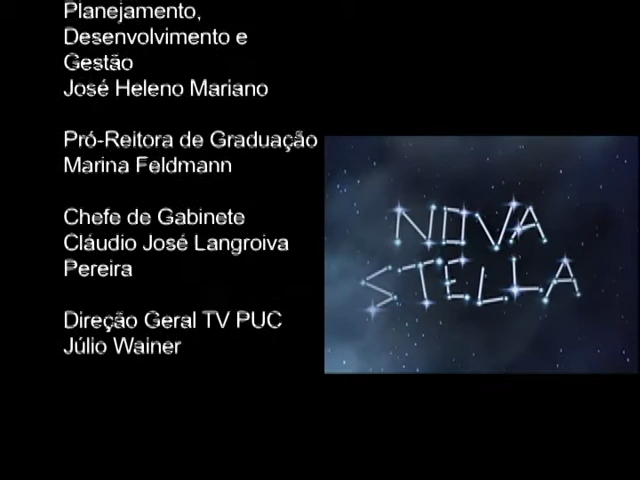 Planejamento,
Desenvolvimento e
Gestão
José Heleno Mariano
Pró-Reitora de Graduação
Marina Feldmann
Chefe de Gabinete
Cláudio José Langroiva
Pereira
Direção Geral TV PUC
Júlio Wainer
NOVA
STELLA